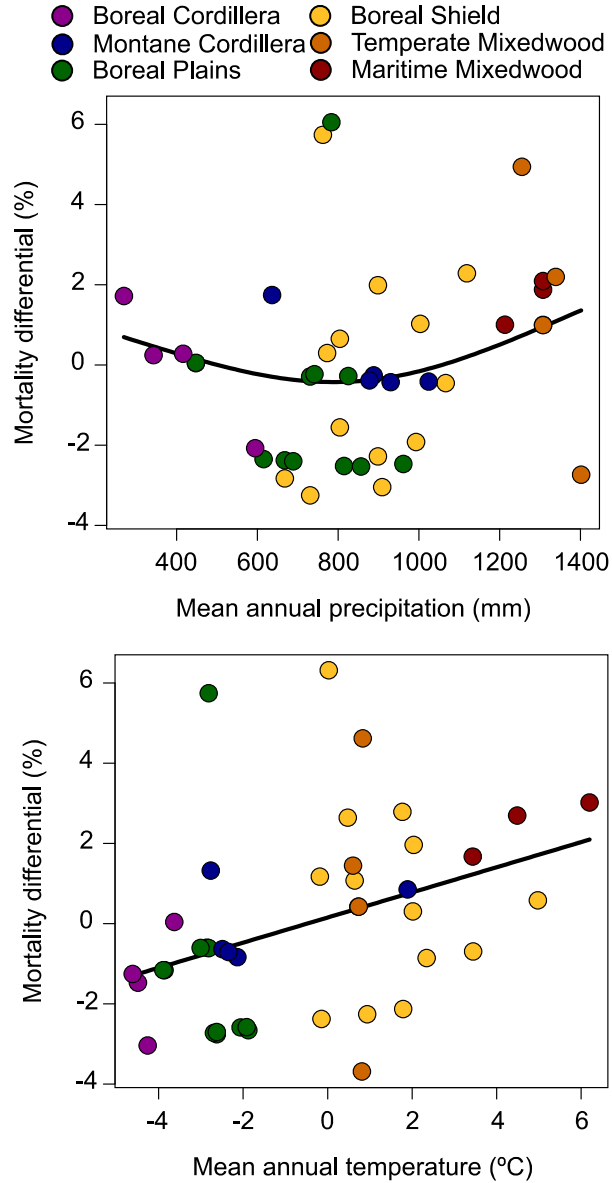 Boreal Cordillera Boreal Shield
Montane Cordillera Temperate Mixedwood
Boreal Plains Maritime Mixedwood
6
4
2
0
-2
-4
Mortality differential (%)
400 600 800 1000 1200 1400
Mean annual precipitation (mm)
6
4
2
0
-2
-4
Mortality differential (%)
-4 -2 0 2 4 6
Mean annual temperature (ºC)